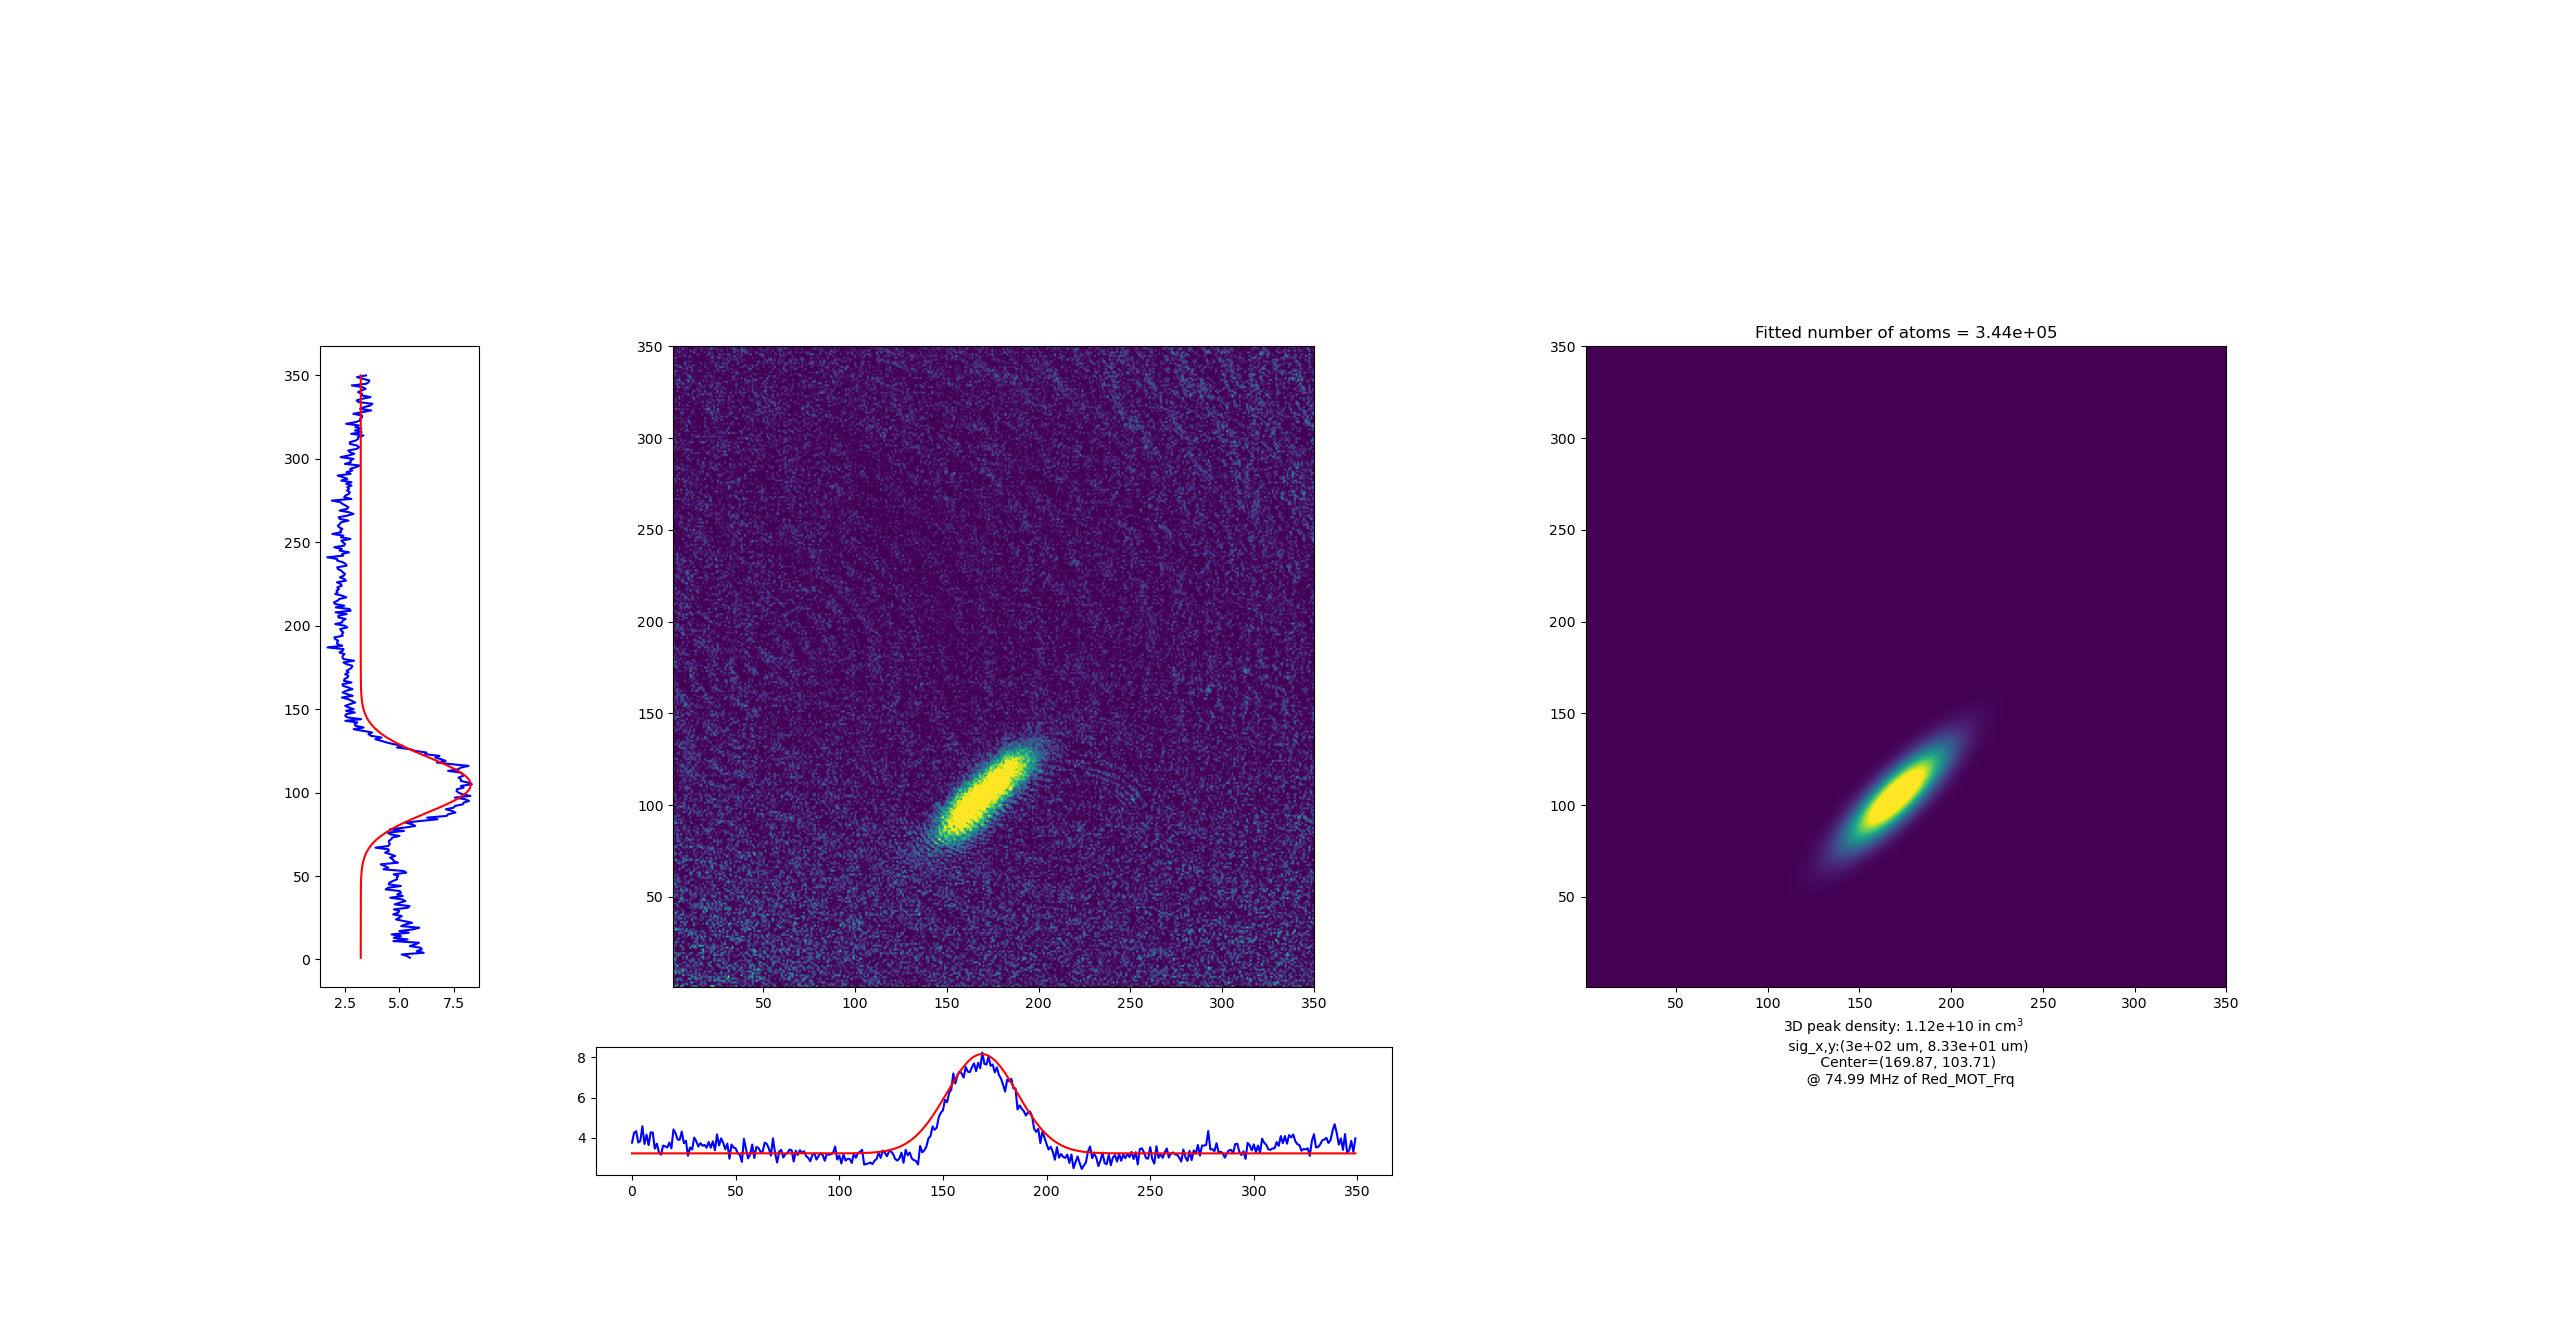 Fitted number of atoms = 3.44e+05
350
300
250
200
150
100
50
0
2.5 5.0 7.5
350
300
250
200
150
100
50
50 100 150 200 250 300 350
350
300
250
200
150
100
50
50 100 150 200 250 300 350
3D peak density: 1.12e+10 in cm³
sig_x,y:(3e+02 um, 8.33e+01 um)
Center=(169.87, 103.71)
@ 74.99 MHz of Red_MOT_Frq
8
6
4
0 50 100 150 200 250 300 350